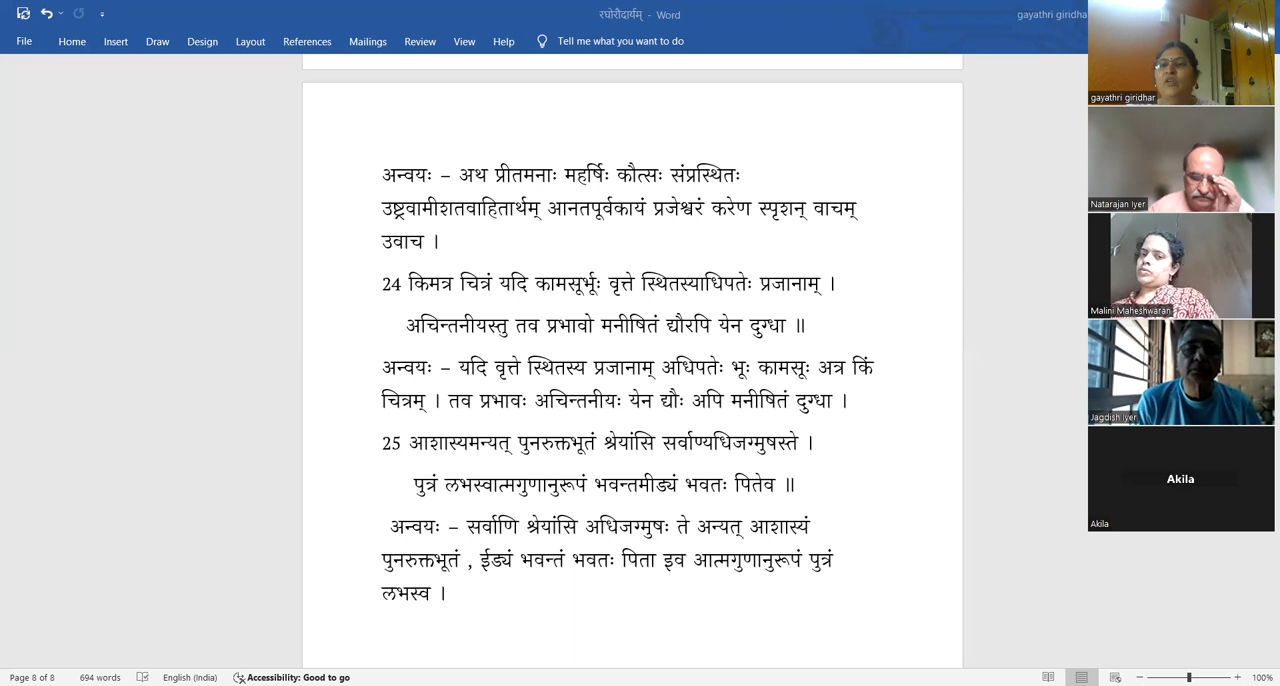 रघोरौदार्यम् - Word
gayathri giridha
File Home Insert Draw Design Layout References Mailings Review View Help Tell me what you want to do
अन्वयः – अथ प्रीतमनाः महर्षिः कौत्सः संप्रस्थितः
उष्ट्रवामीशतवाहितार्थम् आनतपूर्वकायं प्रजेश्वरं करेण स्पृशन् वाचम्
उवाच ।
24 किमत्र चित्रं यदि कामसूर्भूः वृत्ते स्थितस्याधिपतेः प्रजानाम् ।
अचिन्तनीयस्तु तव प्रभावो मनीषितं द्यौरपि येन दुग्धा ॥
अन्वयः – यदि वृत्ते स्थितस्य प्रजानाम् अधिपतेः भूः कामसूः अत्र किं
चित्रम् । तव प्रभावः अचिन्तनीयः येन द्यौः अपि मनीषितं दुग्धा ।
25 आशास्यमन्यत् पुनरुक्तभूतं श्रेयांसि सर्वाण्यधिजग्मुषस्ते ।
पुत्रं लभस्वात्मगुणानुरूपं भवन्तमीड्यं भवतः पितेव ॥
अन्वयः – सर्वाणि श्रेयांसि अधिजग्मुषः ते अन्यत् आशास्यं
पुनरुक्तभूतं , ईड्यं भवन्तं भवतः पिता इव आत्मगुणानुरूपं पुत्रं
लभस्व ।
gayathri giridhar
Natarajan Iyer
Malini Maheshwaran
Jagdish Iyer
Akila
Akila
Page 8 of 8 694 words English (India) Accessibility: Good to go 100%